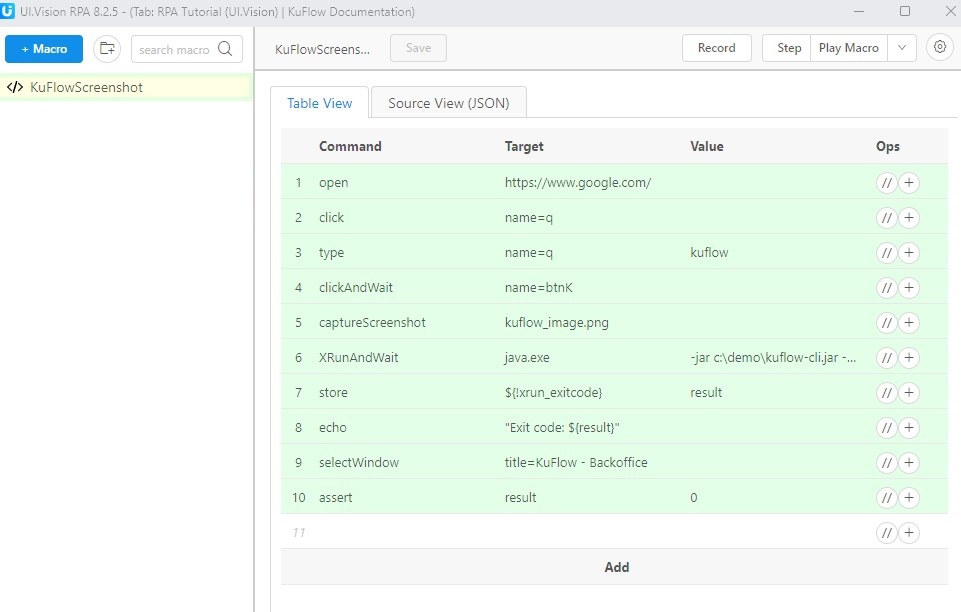 UI.Vision RPA 8.2.5 - (Tab: RPA Tutorial (UI.Vision) | KuFlow Documentation)
+ Macro
search macro
KuFlowScreens...
Save
Record
Step
Play Macro
</> KuFlowScreenshot
Table View
Source View (JSON)
Command Target Value Ops
1 open https://www.google.com/ // +
2 click name=q // +
3 type name=q kuflow // +
4 clickAndWait name=btnK // +
5 captureScreenshot kuflow_image.png // +
6 XRunAndWait java.exe -jar c:\demo\kuflow-cli.jar -... // +
7 store ${!xrun_exitcode} result // +
8 echo "Exit code: ${result}" // +
9 selectWindow title=KuFlow - Backoffice // +
10 assert result 0 // +
11 // +
Add